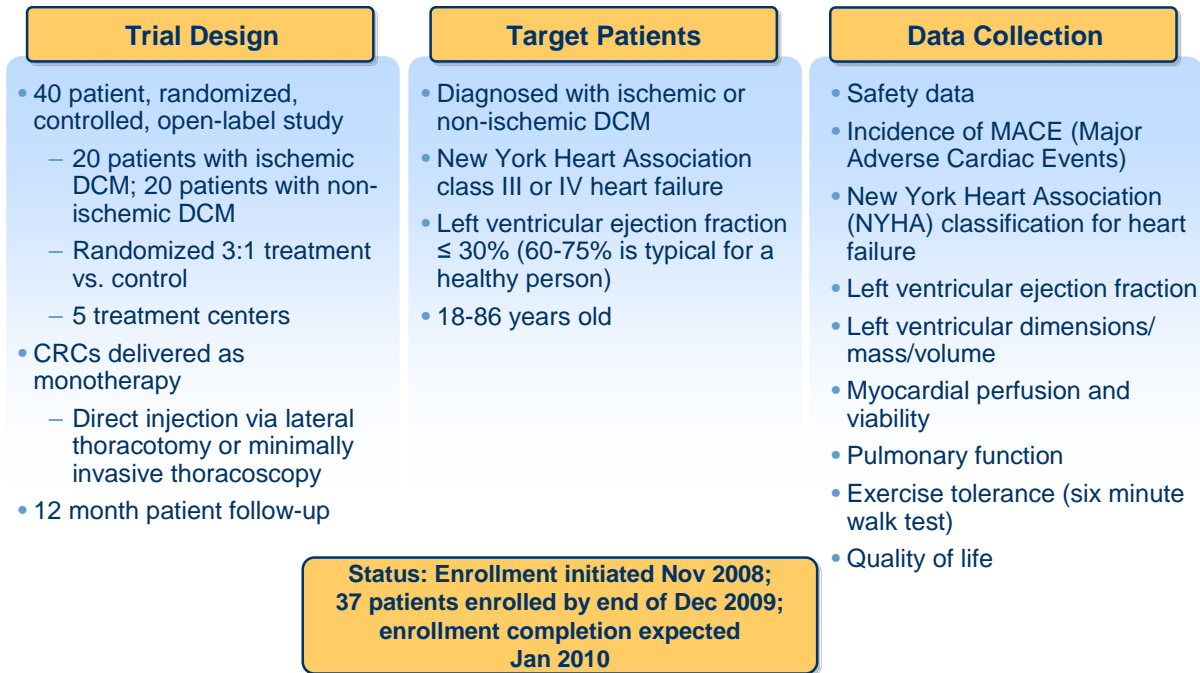 Trial Design
• 40 patient, randomized,
controlled, open-label study
– 20 patients with ischemic
DCM; 20 patients with non-
ischemic DCM
– Randomized 3:1 treatment
vs. control
– 5 treatment centers
• CRCs delivered as
monotherapy
– Direct injection via lateral
thoracotomy or minimally
invasive thoracoscopy
• 12 month patient follow-up
Target Patients
• Diagnosed with ischemic or
non-ischemic DCM
• New York Heart Association
class III or IV heart failure
• Left ventricular ejection fraction
≤ 30% (60-75% is typical for a
healthy person)
• 18-86 years old
Data Collection
• Safety data
• Incidence of MACE (Major
Adverse Cardiac Events)
• New York Heart Association
(NYHA) classification for heart
failure
• Left ventricular ejection fraction
• Left ventricular dimensions/
mass/volume
• Myocardial perfusion and
viability
• Pulmonary function
• Exercise tolerance (six minute
walk test)
• Quality of life
Status: Enrollment initiated Nov 2008;
37 patients enrolled by end of Dec 2009;
enrollment completion expected
Jan 2010